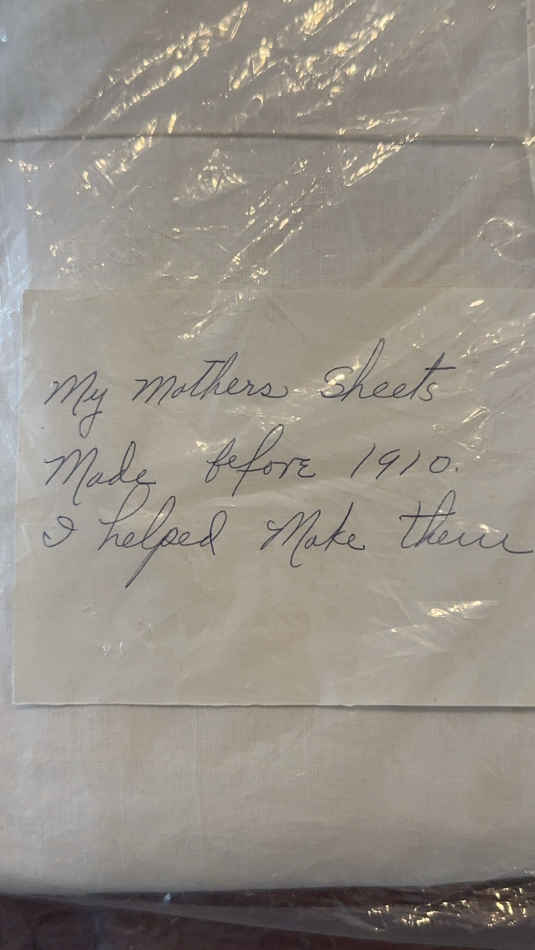 My Mothers Sheets
Made before 1910.
I helped Make them